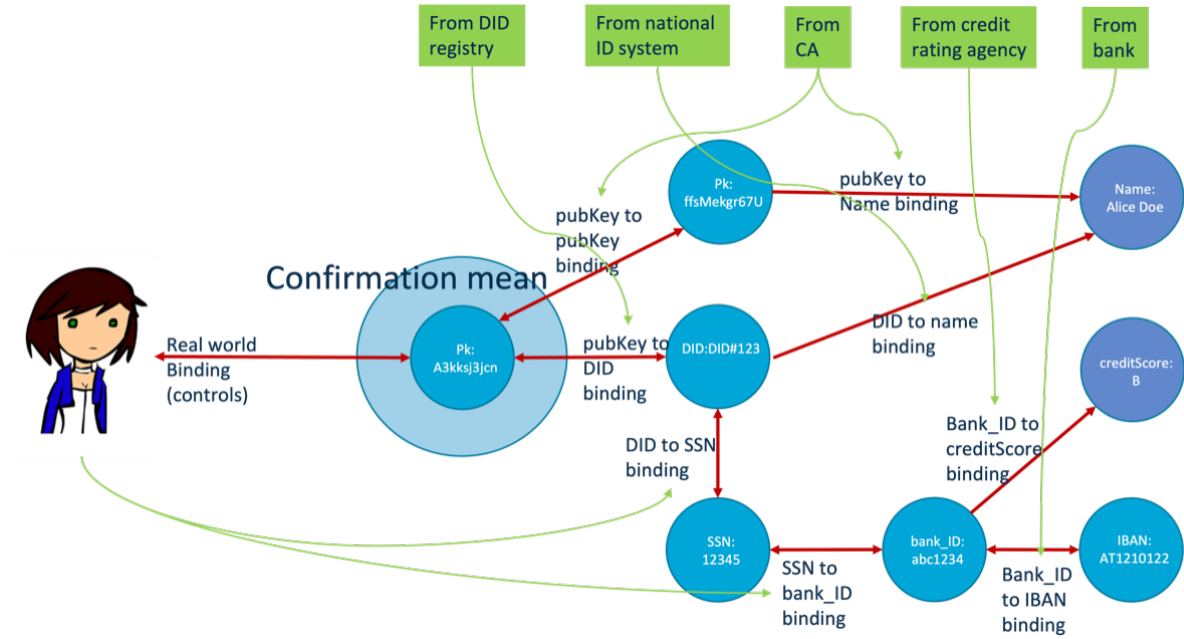 From DID
registry
From national
ID system
From
CA
From credit
rating agency
From
bank
Pk:
ffsMekgr67U
pubKey to
Name binding
Name:
Alice Doe
pubKey to
pubKey
binding
Confirmation mean
Real world
Binding
(controls)
Pk:
A3kksj3jcn
pubKey to
DID
binding
DID:DID#123
DID to name
binding
creditScore:
B
Bank_ID to
creditScore
binding
DID to SSN
binding
SSN:
12345
SSN to
bank_ID
binding
bank_ID:
abc1234
Bank_ID
to IBAN
binding
IBAN:
AT1210122